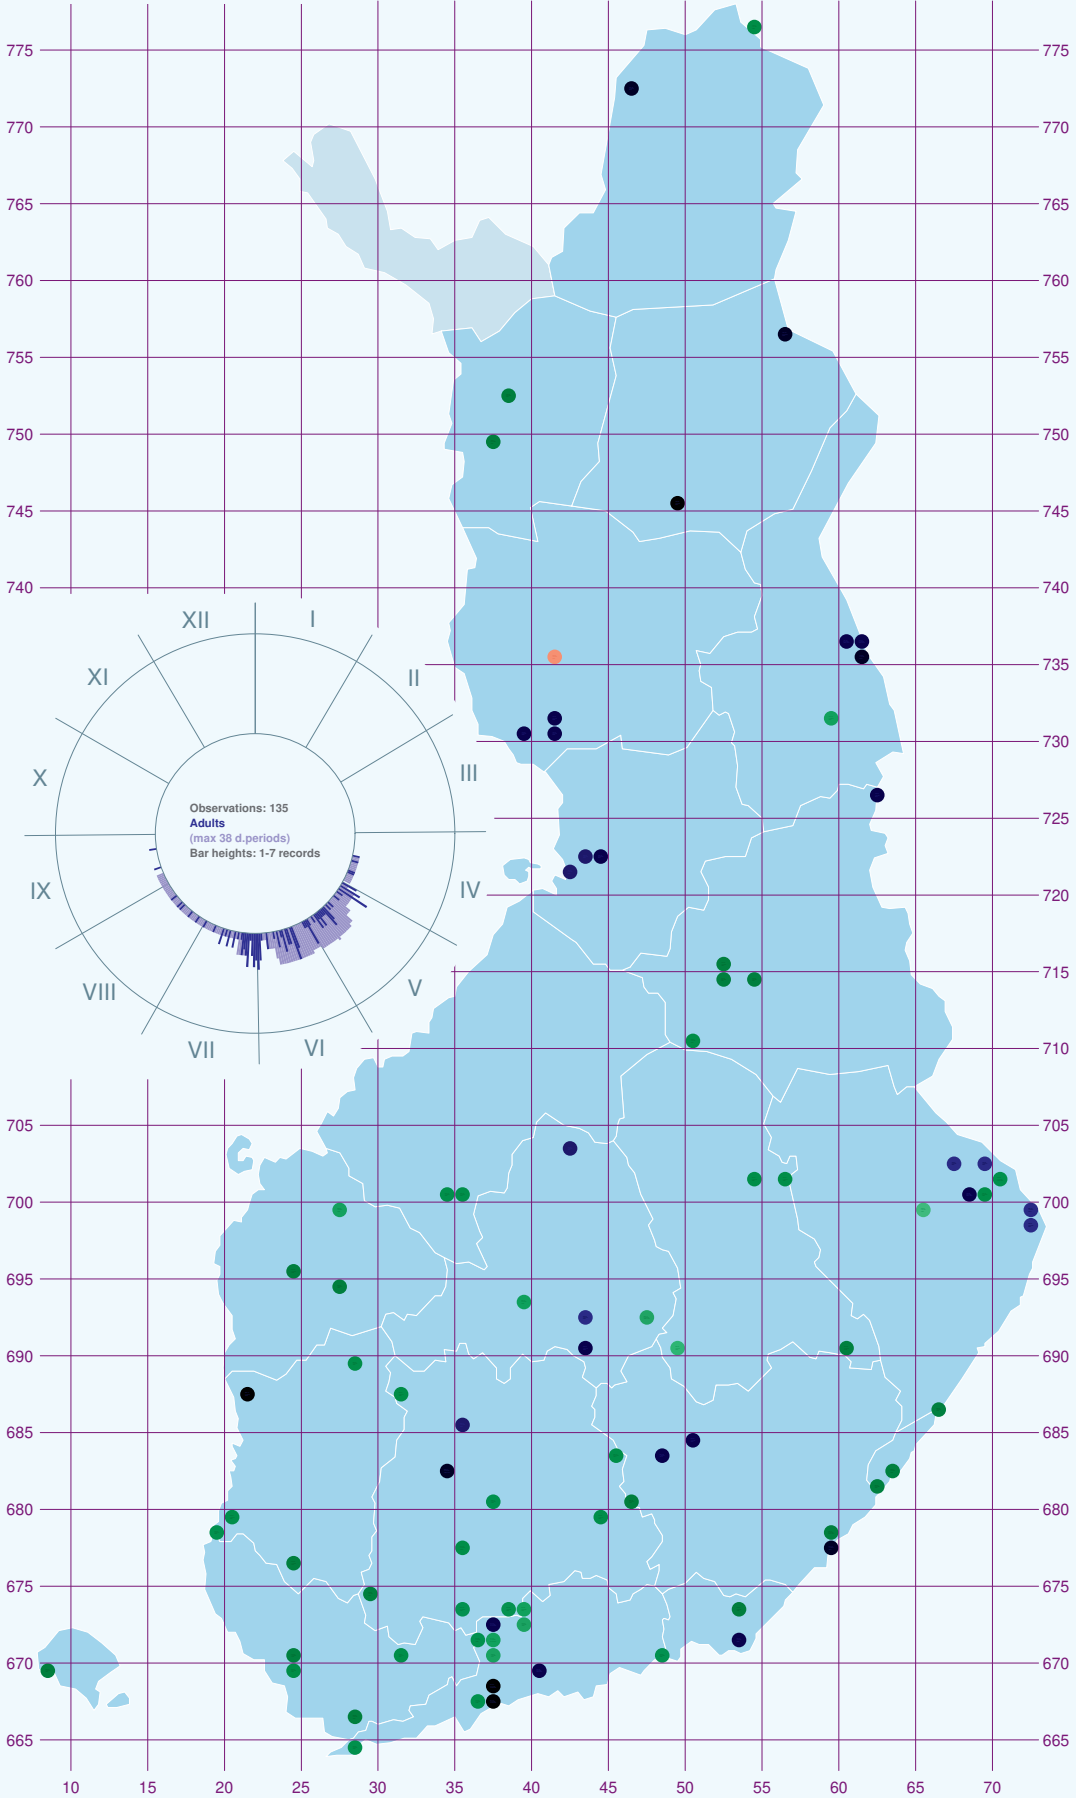 775 775
770 770
765 765
760 760
755 755
750 750
745 745
740 740
XII I
XI II
735
X III
730
Observations: 135
Adults
(max 38 d.periods)
Bar heights: 1-7 records
725
IX IV
720
VIII V
715
VII VI
710
705 705
700 700
695 695
690 690
685 685
680 680
675 675
670 670
665 665
10 15 20 25 30 35 40 45 50 55 60 65 70